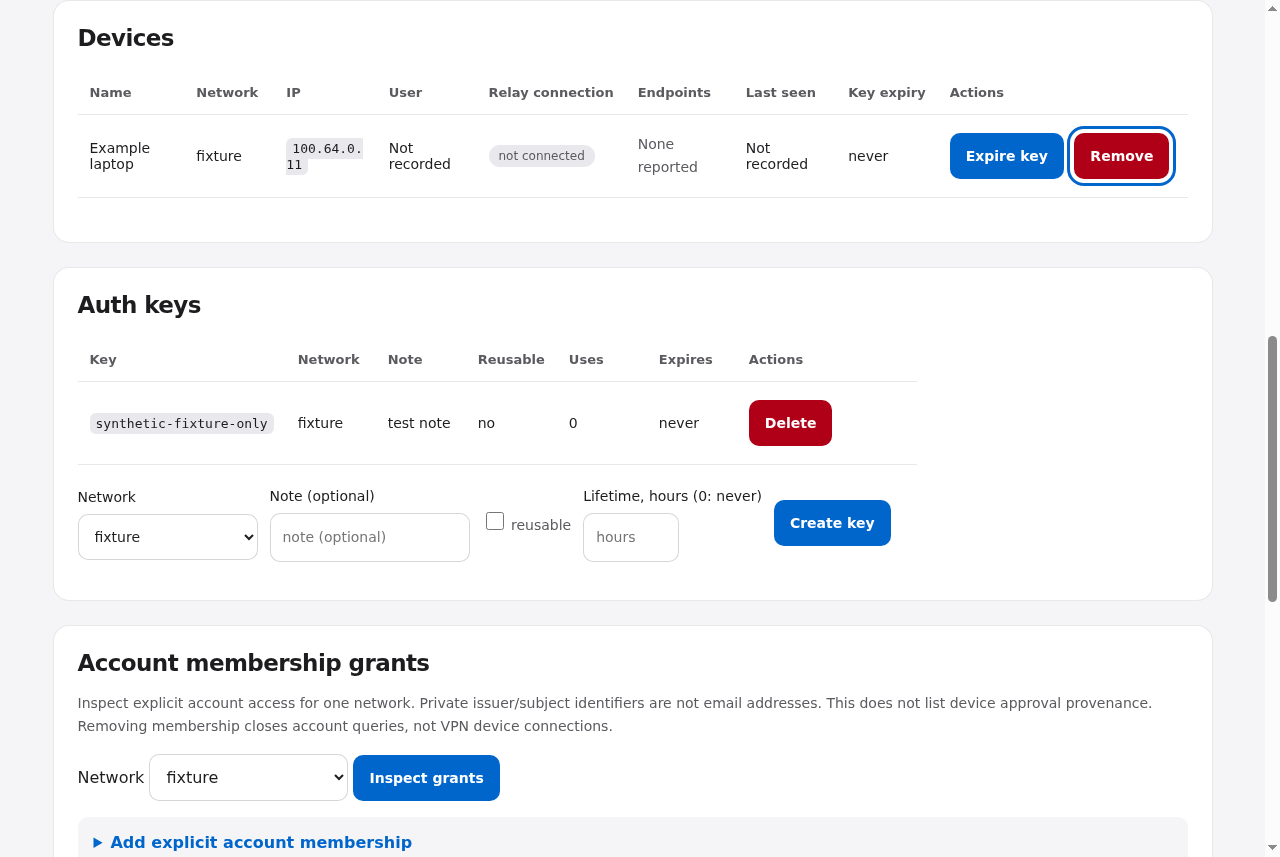 Devices
Name Network IP User Relay connection Endpoints Last seen Key expiry Actions
Example laptop fixture 100.64.0.11 Not recorded not connected None reported Not recorded never Expire key Remove
Auth keys
Key Network Note Reusable Uses Expires Actions
synthetic-fixture-only fixture test note no 0 never Delete
Network Note (optional) Lifetime, hours (0: never)
fixture note (optional) reusable hours Create key
Account membership grants
Inspect explicit account access for one network. Private issuer/subject identifiers are not email addresses. This does not list device approval provenance.
Removing membership closes account queries, not VPN device connections.
Network fixture Inspect grants
Add explicit account membership